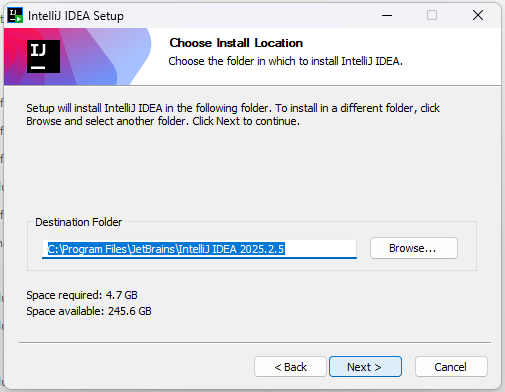 IntelliJ IDEA Setup
IJ
Choose Install Location
Choose the folder in which to install IntelliJ IDEA.
Setup will install IntelliJ IDEA in the following folder. To install in a different folder, click
Browse and select another folder. Click Next to continue.
Destination Folder
C:\Program Files\JetBrains\IntelliJ IDEA 2025.2.5
Browse...
Space required: 4.7 GB
Space available: 245.6 GB
< Back
Next >
Cancel